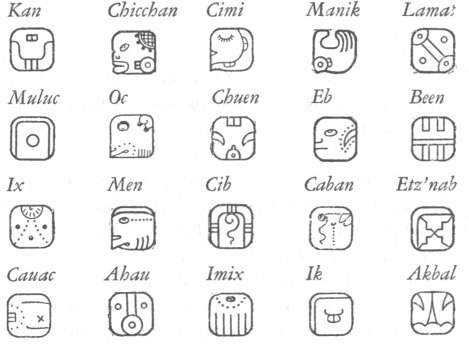 Kan Chicchan Cimi Manik Lamat
Muluc Oc Chuen Eb Been
Ix Men Cib Caban Etz'nab
Cauac Ahau Imix Ik Akbal